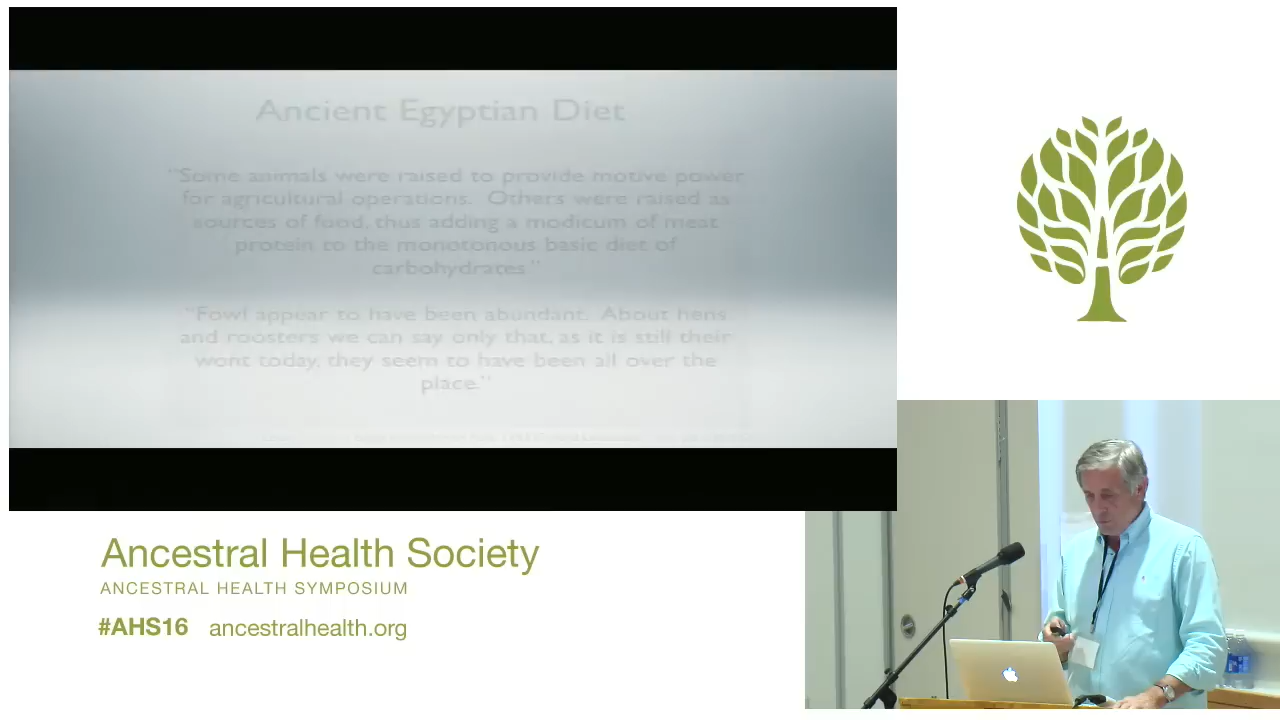 Ancient Egyptian Diet
"Some animals were raised to provide motive power
for agricultural operations. Others were raised as
sources of food, thus adding a modicum of meat
protein to the monotonous basic diet of
carbohydrates."
"Fowl appear to have been abundant. About hens
and roosters we can say only that, as it is still their
wont today, they seem to have been all over the
place."
Ancestral Health Society
ANCESTRAL HEALTH SYMPOSIUM
#AHS16 ancestralhealth.org